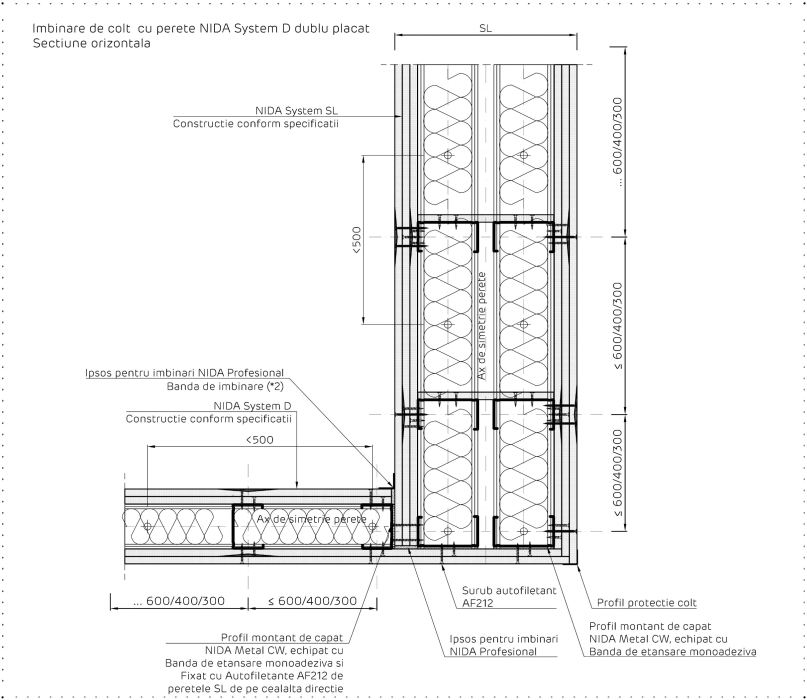 Imbinare de colt cu perete NIDA System D dublu placat
Sectiune orizontala
SL
NIDA System SL
Constructie conform specificatii
... 600/400/300
<500
≤ 600/400/300
Ax de simetrie perete
Ipsos pentru imbinari NIDA Profesional
Banda de imbinare (*2)
NIDA System D
Constructie conform specificatii
<500
≤ 600/400/300
Ax de simetrie perete
... 600/400/300
≤ 600/400/300
Surub autofiletant
AF212
Profil protectie colt
Profil montant de capat
NIDA Metal CW, echipat cu
Banda de etansare monoadeziva si
Fixat cu Autofiletante AF212 de
peretele SL de pe cealalta directie
Ipsos pentru imbinari
NIDA Profesional
Profil montant de capat
NIDA Metal CW, echipat cu
Banda de etansare monoadeziva